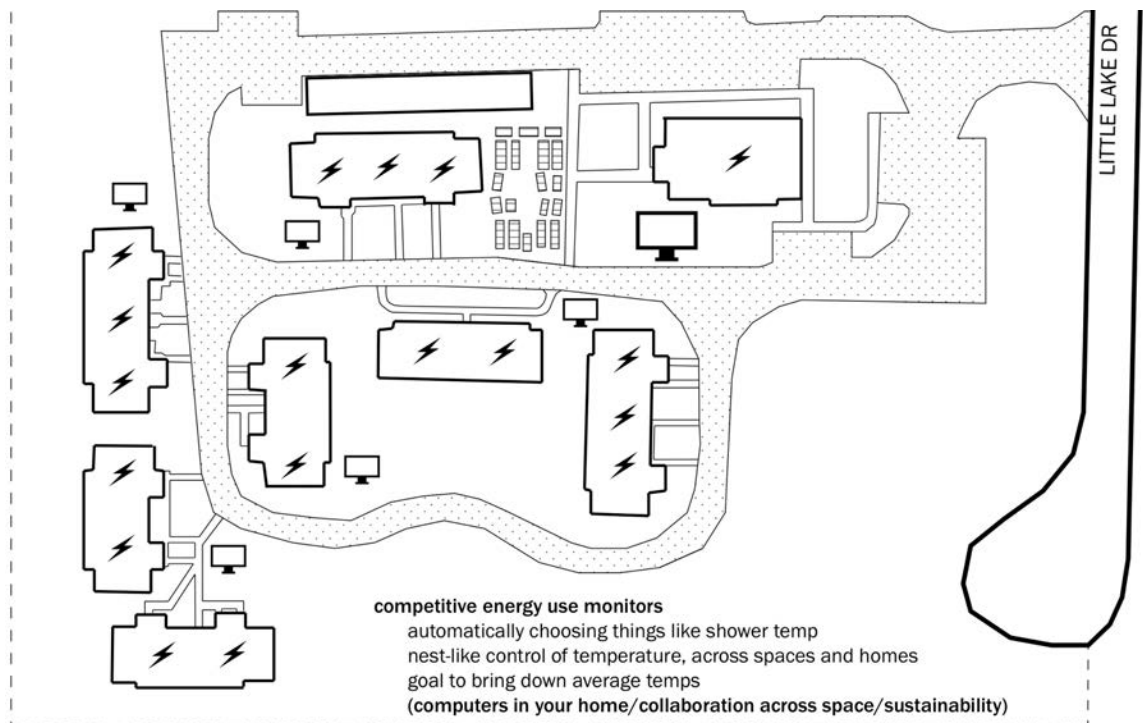 LITTLE LAKE DR
competitive energy use monitors
automatically choosing things like shower temp
nest-like control of temperature, across spaces and homes
goal to bring down average temps
(computers in your home/collaboration across space/sustainability)